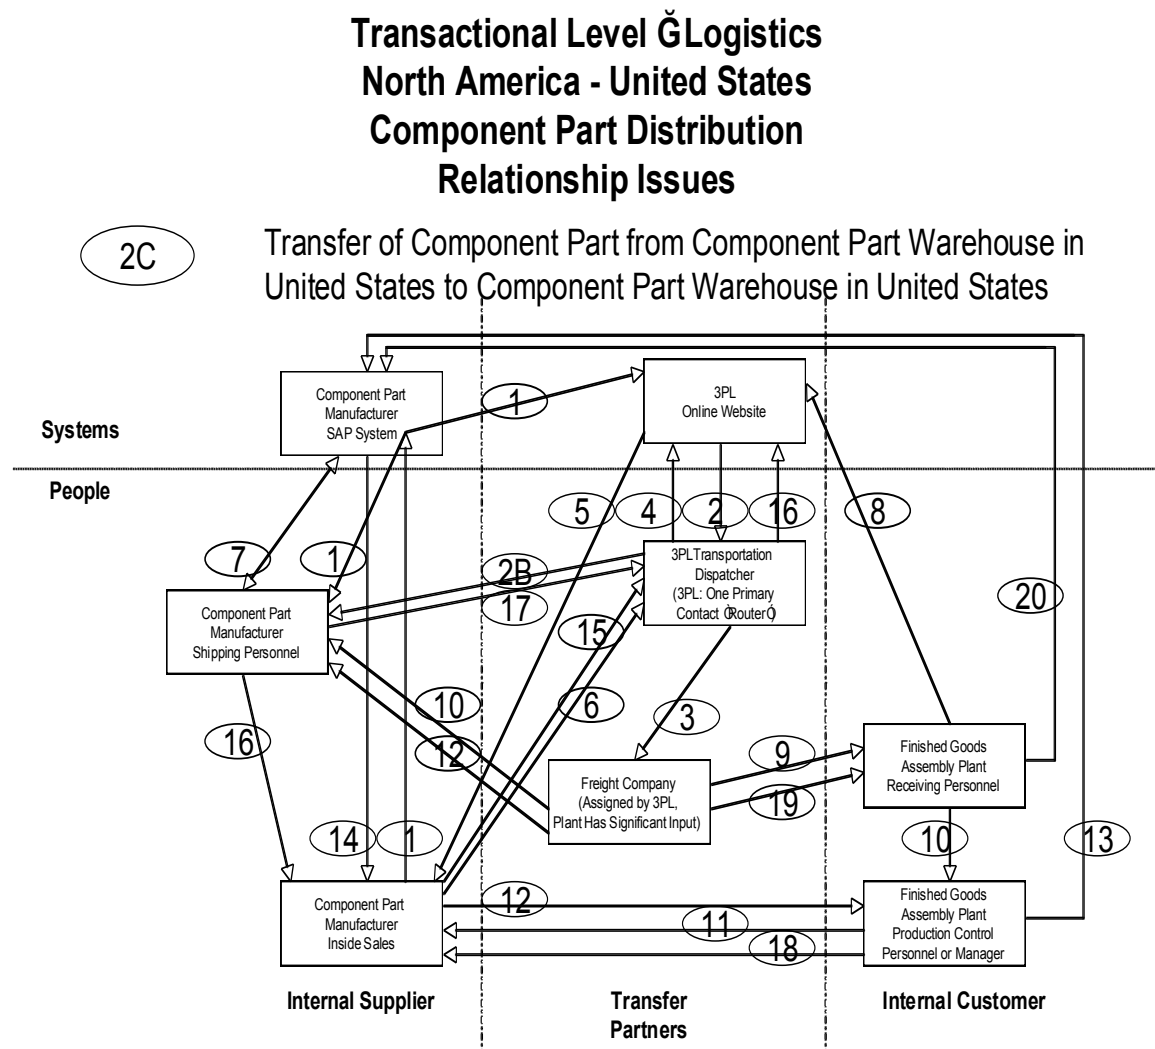 Transactional Level ĞLogistics
North America - United States
Component Part Distribution
Relationship Issues
2C
Transfer of Component Part from Component Part Warehouse in
United States to Component Part Warehouse in United States
Systems
People
Component Part
Manufacturer
SAP System
1
3PL
Online Website
5
4
2
16
8
7
1
2B
17
3PLTransportation
Dispatcher
(3PL: One Primary
Contact ÒRouterÓ)
20
Component Part
Manufacturer
Shipping Personnel
15
10
6
3
16
12
9
19
Freight Company
(Assigned by 3PL,
Plant Has Significant Input)
Finished Goods
Assembly Plant
Receiving Personnel
14
1
10
13
Component Part
Manufacturer
Inside Sales
12
11
18
Finished Goods
Assembly Plant
Production Control
Personnel or Manager
Internal Supplier
Transfer
Partners
Internal Customer